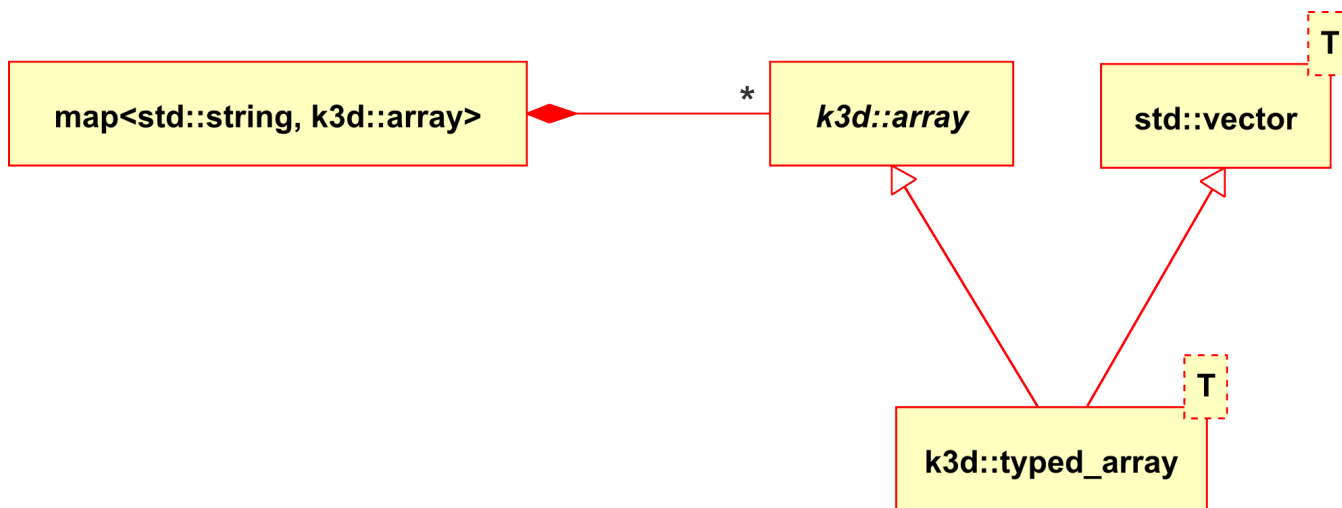 T
map<std::string, k3d::array>
*
k3d::array
std::vector
T
k3d::typed_array